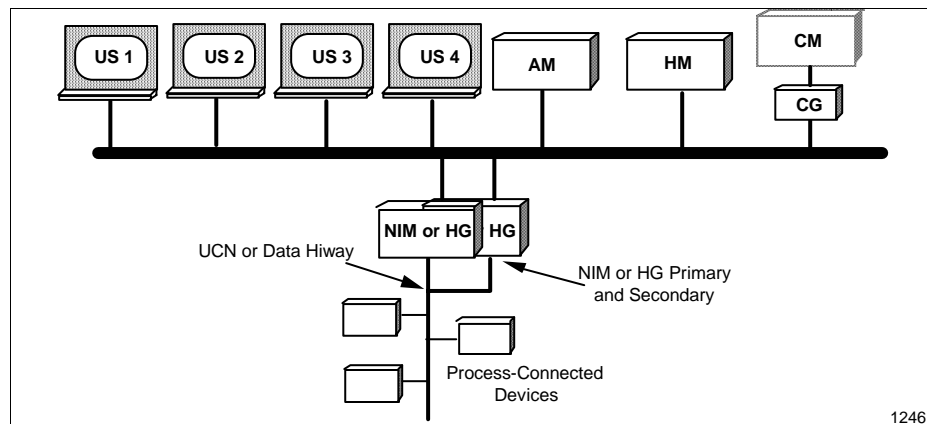 US 1
US 2
US 3
US 4
AM
HM
CM
CG
NIM or HG
HG
UCN or Data Hiway
NIM or HG Primary
and Secondary
Process-Connected
Devices
1246